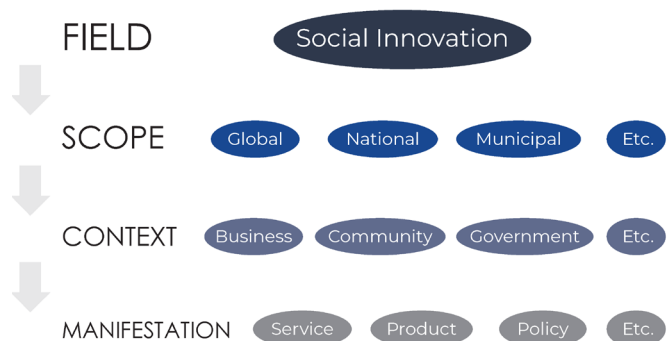 FIELD Social Innovation
SCOPE Global National Municipal Etc.
CONTEXT Business Community Government Etc.
MANIFESTATION Service Product Policy Etc.